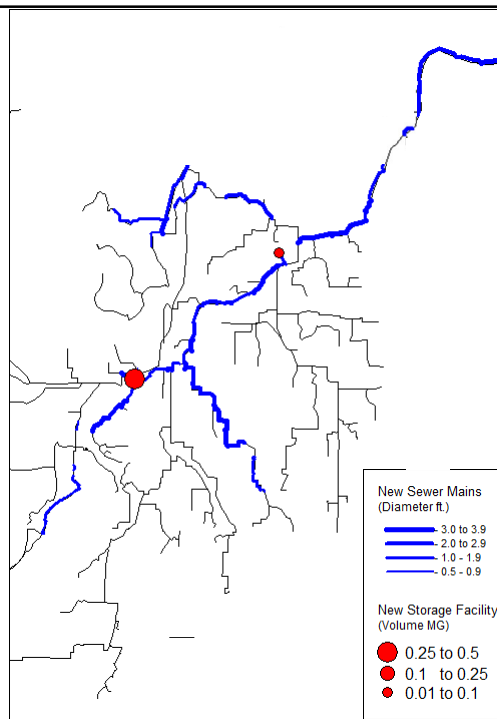 New Sewer Mains
(Diameter ft.)
3.0 to 3.9
2.0 to 2.9
1.0 - 1.9
0.5 - 0.9
New Storage Facility
(Volume MG)
0.25 to 0.5
0.1 to 0.25
0.01 to 0.1